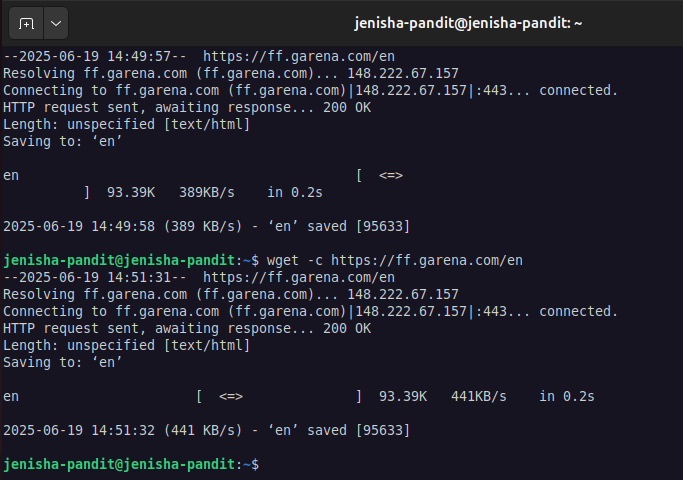 jenisha-pandit@jenisha-pandit: ~
--2025-06-19 14:49:57--  https://ff.garena.com/en
Resolving ff.garena.com (ff.garena.com)... 148.222.67.157
Connecting to ff.garena.com (ff.garena.com)|148.222.67.157|:443... connected.
HTTP request sent, awaiting response... 200 OK
Length: unspecified [text/html]
Saving to: ‘en’
en                                          [  <=>
          ]  93.39K   389KB/s    in 0.2s
2025-06-19 14:49:58 (389 KB/s) - ‘en’ saved [95633]
jenisha-pandit@jenisha-pandit:~$ wget -c https://ff.garena.com/en
--2025-06-19 14:51:31--  https://ff.garena.com/en
Resolving ff.garena.com (ff.garena.com)... 148.222.67.157
Connecting to ff.garena.com (ff.garena.com)|148.222.67.157|:443... connected.
HTTP request sent, awaiting response... 200 OK
Length: unspecified [text/html]
Saving to: ‘en’
en                      [  <=>              ]  93.39K   441KB/s    in 0.2s
2025-06-19 14:51:32 (441 KB/s) - ‘en’ saved [95633]
jenisha-pandit@jenisha-pandit:~$